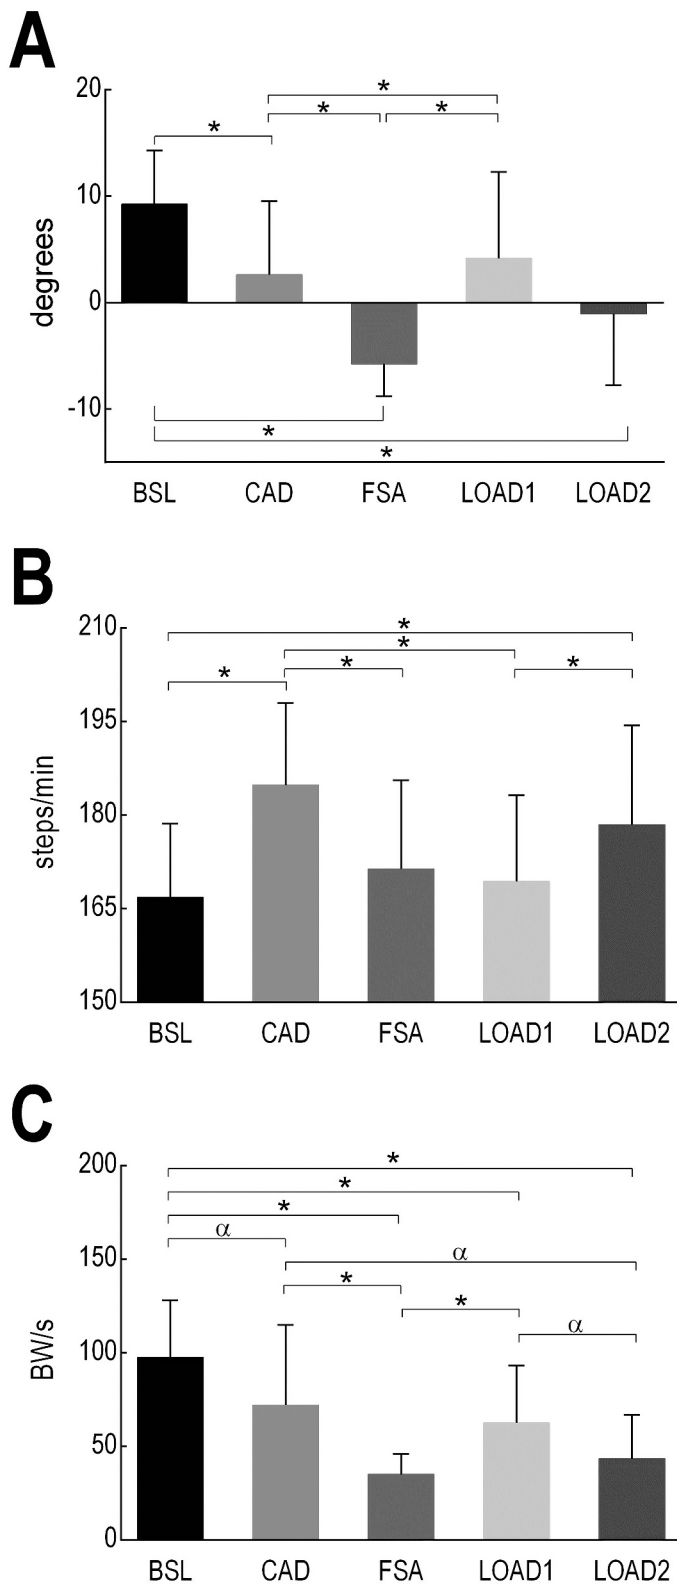 A
20
* * *
*
10
degrees
0
-10
*
*
BSL CAD FSA LOAD1 LOAD2
B
210
*
*
* * *
195
steps/min
180
165
150
BSL CAD FSA LOAD1 LOAD2
C
200
*
*
*
α
α
150
*
*
α
BW/s
100
50
0
BSL CAD FSA LOAD1 LOAD2